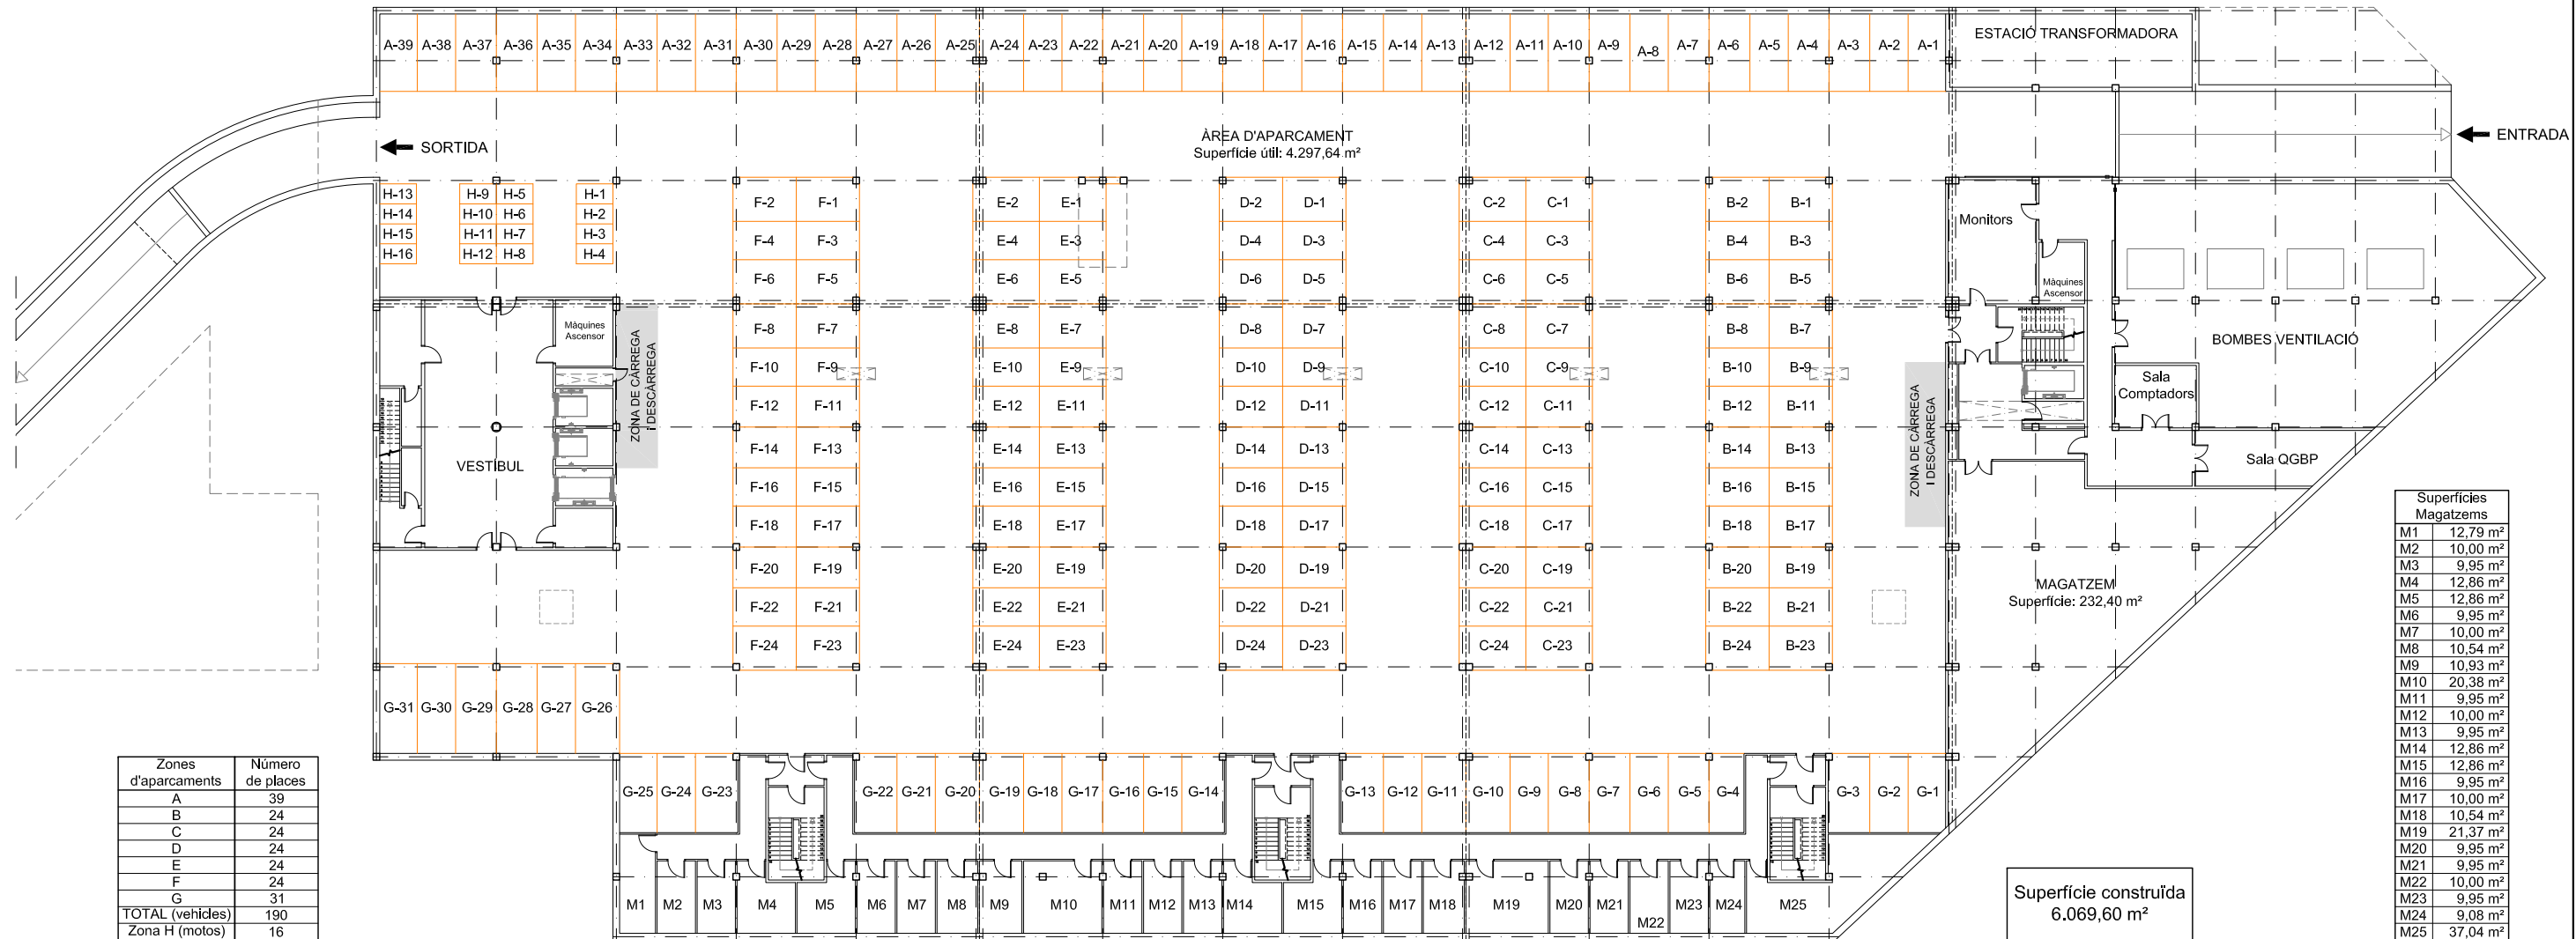 A-39 A-38 A-37 A-36 A-35 A-34 A-33 A-32 A-31 A-30 A-29 A-28 A-27 A-26 A-25 A-24 A-23 A-22 A-21 A-20 A-19 A-18 A-17 A-16 A-15 A-14 A-13 A-12 A-11 A-10 A-9 A-8 A-7 A-6 A-5 A-4 A-3 A-2 A-1
ESTACIÓ TRANSFORMADORA
SORTIDA
ÀREA D'APARCAMENT
Superfície útil: 4.297,64 m²
ENTRADA
H-13 H-9 H-5 H-1
H-14 H-10 H-6 H-2
H-15 H-11 H-7 H-3
H-16 H-12 H-8 H-4
F-2 F-1 E-2 E-1 D-2 D-1 C-2 C-1 B-2 B-1
F-4 F-3 E-4 E-3 D-4 D-3 C-4 C-3 B-4 B-3
F-6 F-5 E-6 E-5 D-6 D-5 C-6 C-5 B-6 B-5
F-8 F-7 E-8 E-7 D-8 D-7 C-8 C-7 B-8 B-7
F-10 F-9 E-10 E-9 D-10 D-9 C-10 C-9 B-10 B-9
F-12 F-11 E-12 E-11 D-12 D-11 C-12 C-11 B-12 B-11
F-14 F-13 E-14 E-13 D-14 D-13 C-14 C-13 B-14 B-13
F-16 F-15 E-16 E-15 D-16 D-15 C-16 C-15 B-16 B-15
F-18 F-17 E-18 E-17 D-18 D-17 C-18 C-17 B-18 B-17
F-20 F-19 E-20 E-19 D-20 D-19 C-20 C-19 B-20 B-19
F-22 F-21 E-22 E-21 D-22 D-21 C-22 C-21 B-22 B-21
F-24 F-23 E-24 E-23 D-24 D-23 C-24 C-23 B-24 B-23
Màquines
Ascensor
ZONA DE CÀRREGA
I DESCÀRREGA
VESTÍBUL
Monitors
Màquines
Ascensor
BOMBES VENTILACIÓ
Sala
Comptadors
Sala QGBP
ZONA DE CÀRREGA
I DESCÀRREGA
MAGATZEM
Superfície: 232,40 m²
G-31 G-30 G-29 G-28 G-27 G-26
G-25 G-24 G-23 G-22 G-21 G-20 G-19 G-18 G-17 G-16 G-15 G-14 G-13 G-12 G-11 G-10 G-9 G-8 G-7 G-6 G-5 G-4 G-3 G-2 G-1
M1 M2 M3 M4 M5 M6 M7 M8 M9 M10 M11 M12 M13 M14 M15 M16 M17 M18 M19 M20 M21 M22 M23 M24 M25
Zones d'aparcaments Número de places
A 39
B 24
C 24
D 24
E 24
F 24
G 31
TOTAL (vehicles) 190
Zona H (motos) 16
Superfície construïda
6.069,60 m²
Superfícies
Magatzems
M1 12,79 m²
M2 10,00 m²
M3 9,95 m²
M4 12,86 m²
M5 12,86 m²
M6 9,95 m²
M7 10,00 m²
M8 10,54 m²
M9 10,93 m²
M10 20,38 m²
M11 9,95 m²
M12 10,00 m²
M13 9,95 m²
M14 12,86 m²
M15 12,86 m²
M16 9,95 m²
M17 10,00 m²
M18 10,54 m²
M19 21,37 m²
M20 9,95 m²
M21 9,95 m²
M22 10,00 m²
M23 9,95 m²
M24 9,08 m²
M25 37,04 m²